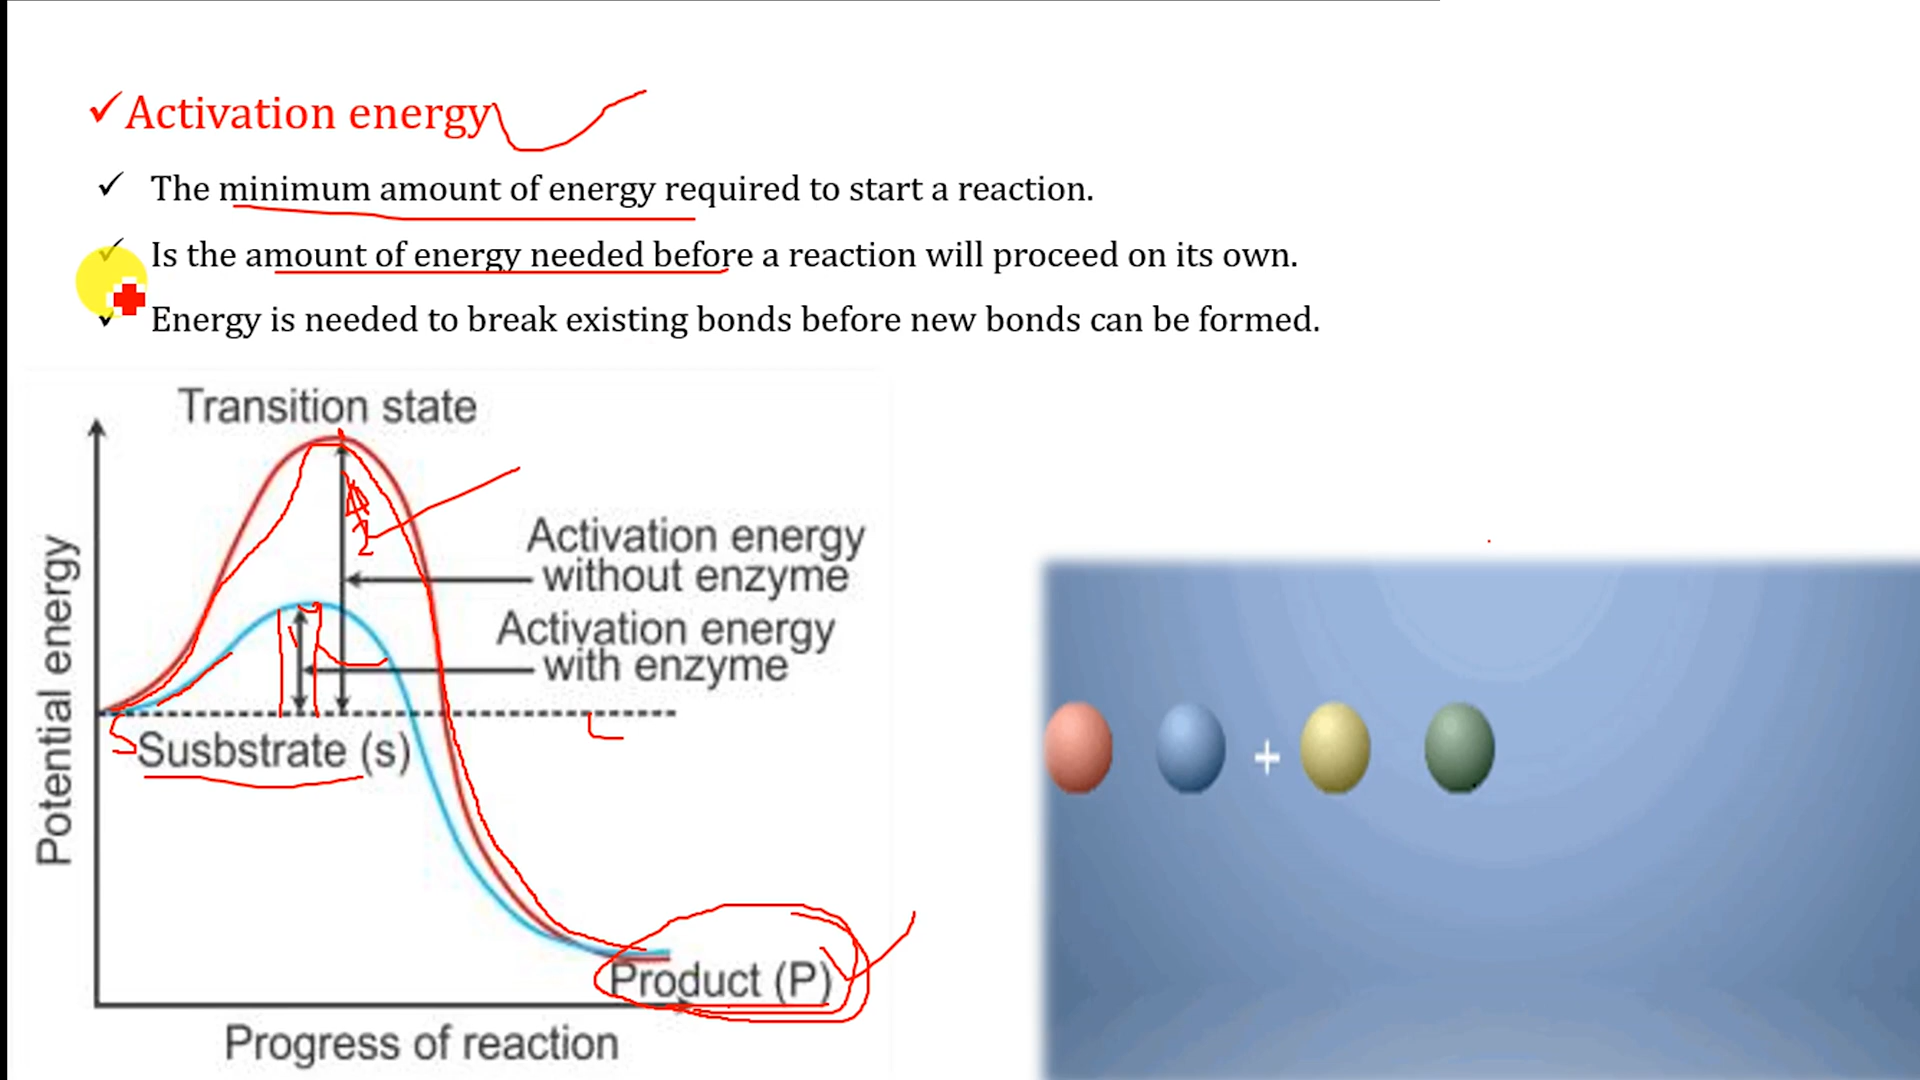 ✓Activation energy
✓ The minimum amount of energy required to start a reaction.
✓ Is the amount of energy needed before a reaction will proceed on its own.
✓ Energy is needed to break existing bonds before new bonds can be formed.
Transition state
Activation energy
without enzyme
Activation energy
with enzyme
Susbstrate (s)
Product (P)
Potential energy
Progress of reaction
+